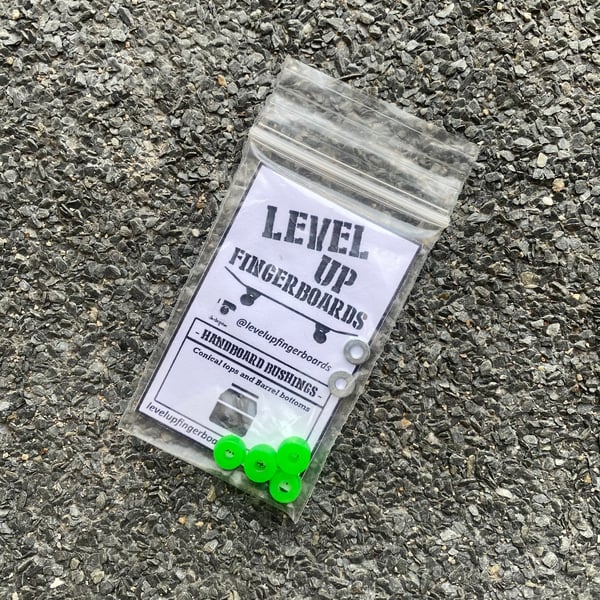 LEVEL
UP
FINGERBOARDS
@levelupfingerboards
- HANDBOARD BUSHINGS -
Conical tops and Barrel bottoms